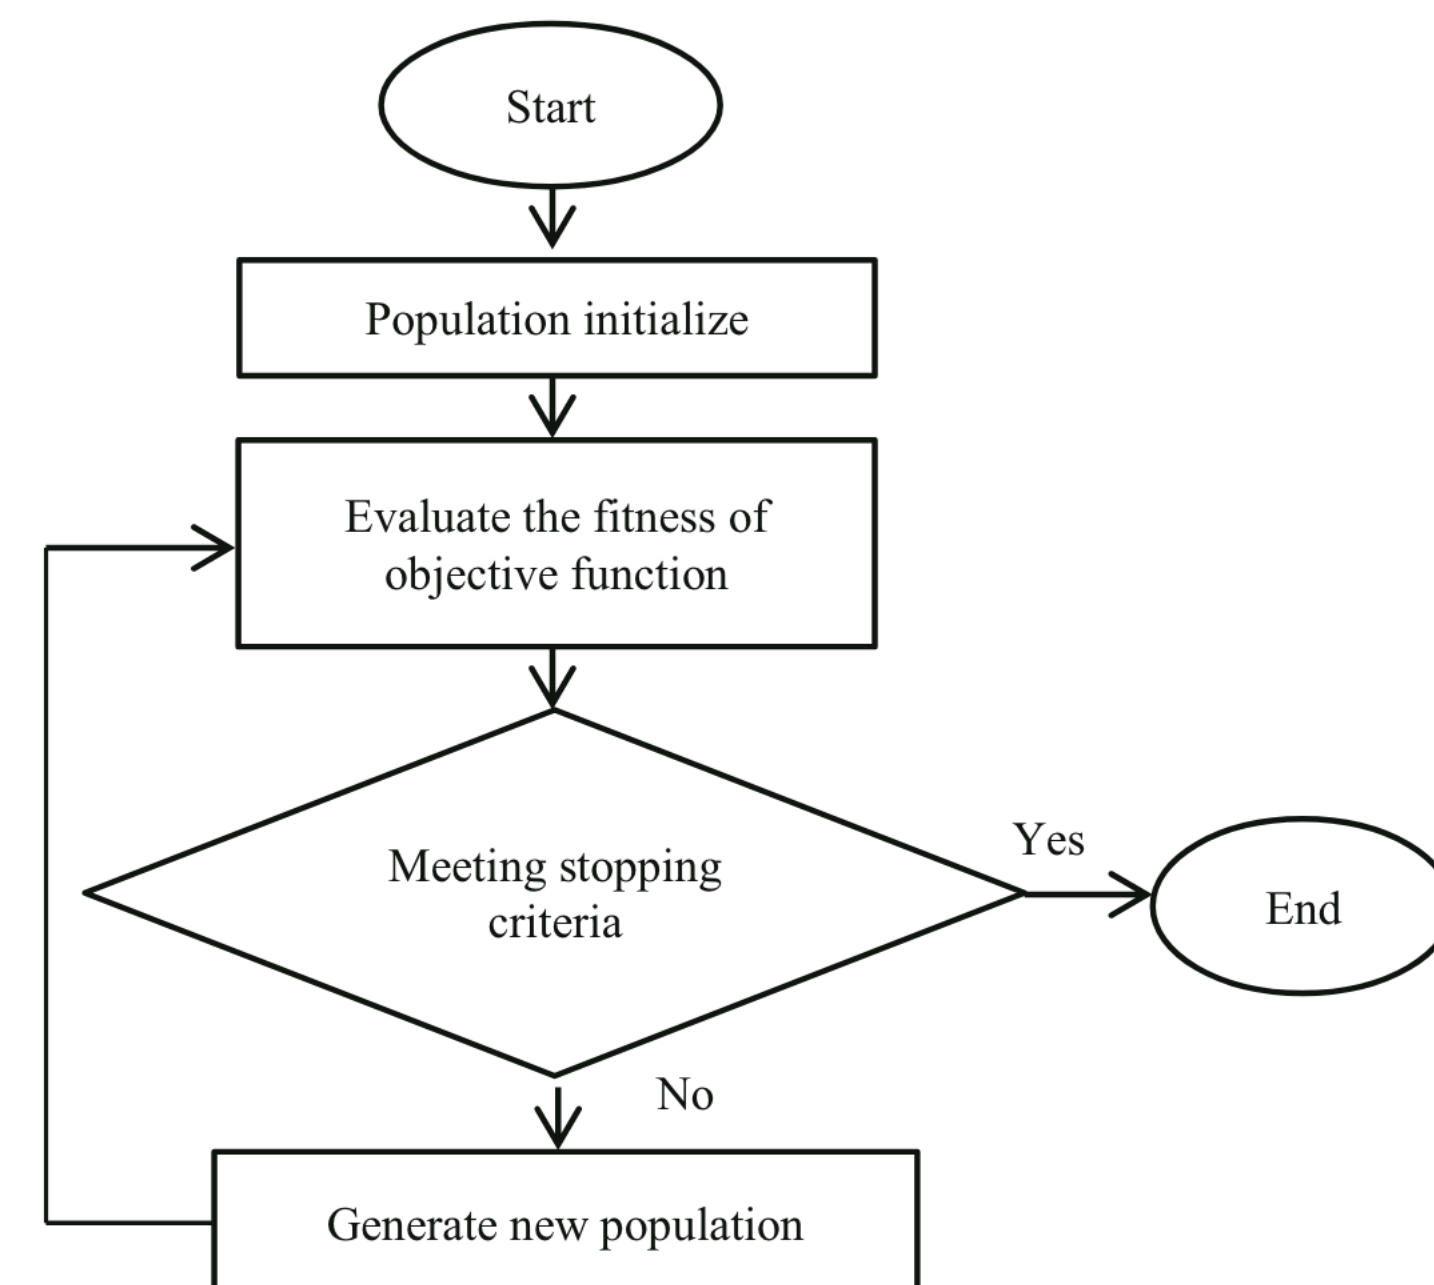 Start
Population initialize
Evaluate the fitness of
objective function
Meeting stopping
criteria
Yes
End
No
Generate new population